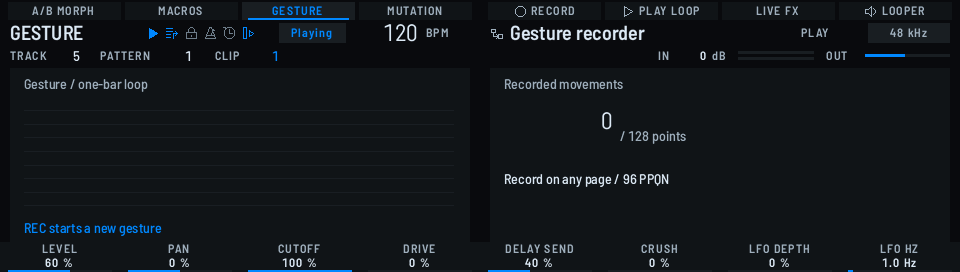 A/B MORPH MACROS GESTURE MUTATION RECORD PLAY LOOP LIVE FX LOOPER
GESTURE Playing 120 BPM Gesture recorder PLAY 48 kHz
TRACK 5 PATTERN 1 CLIP 1 IN 0 dB OUT
Gesture / one-bar loop
Recorded movements
0 / 128 points
Record on any page / 96 PPQN
REC starts a new gesture
LEVEL PAN CUTOFF DRIVE DELAY SEND CRUSH LFO DEPTH LFO HZ
60 % 0 % 100 % 0 % 40 % 0 % 0 % 1.0 Hz